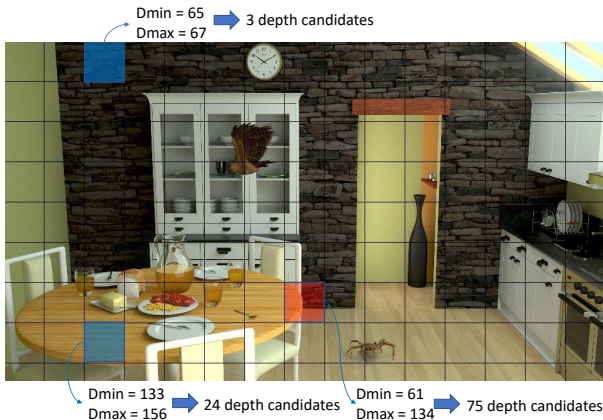 Dmin = 65
Dmax = 67
3 depth candidates
Dmin = 133
Dmax = 156
24 depth candidates
Dmin = 61
Dmax = 134
75 depth candidates